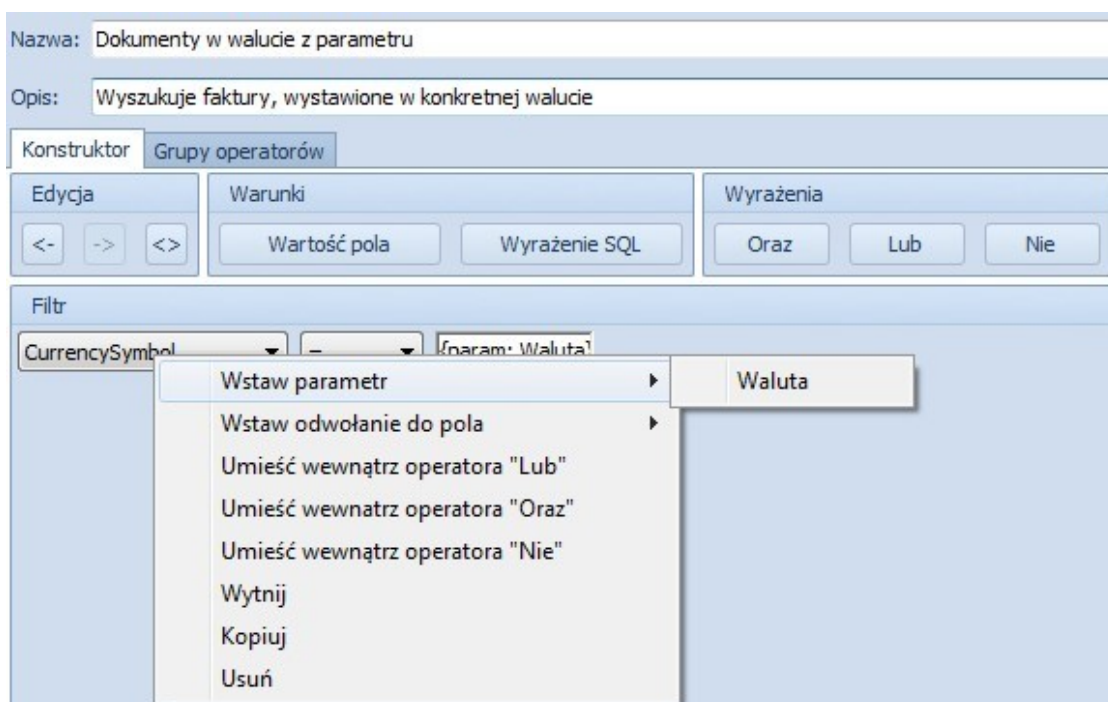 Nazwa: Dokumenty w walucie z parametru
Opis: Wyszukuje faktury, wystawione w konkretnej walucie
Konstruktor Grupy operatorów
Edycja Warunki Wyrażenia
<- -> <> Wartość pola Wyrażenie SQL Oraz Lub Nie
Filtr
CurrencySymbol = {param: Waluta}
Wstaw parametr Waluta
Wstaw odwołanie do pola
Umieść wewnątrz operatora "Lub"
Umieść wewnatrz operatora "Oraz"
Umieść wewnątrz operatora "Nie"
Wytnij
Kopiuj
Usuń